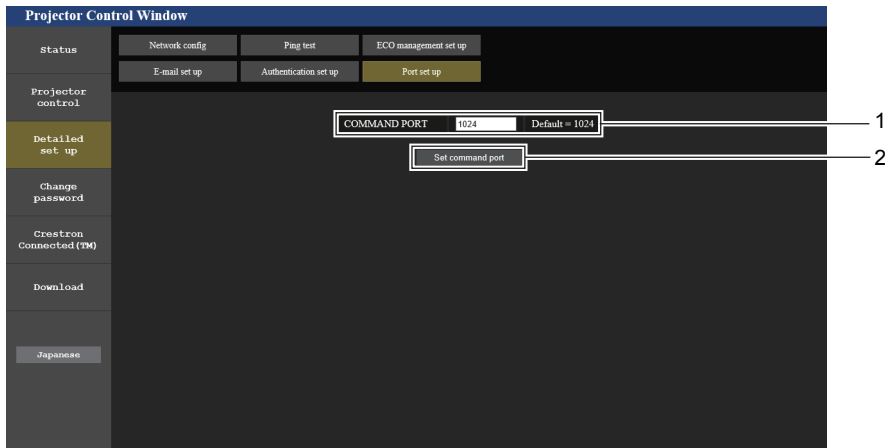 Projector Control Window
Status
Network config
Ping test
ECO management set up
E-mail set up
Authentication set up
Port set up
Projector
control
COMMAND PORT 1024 Default = 1024
1
Detailed
set up
Set command port
2
Change
password
Crestron
Connected(TM)
Download
Japanese